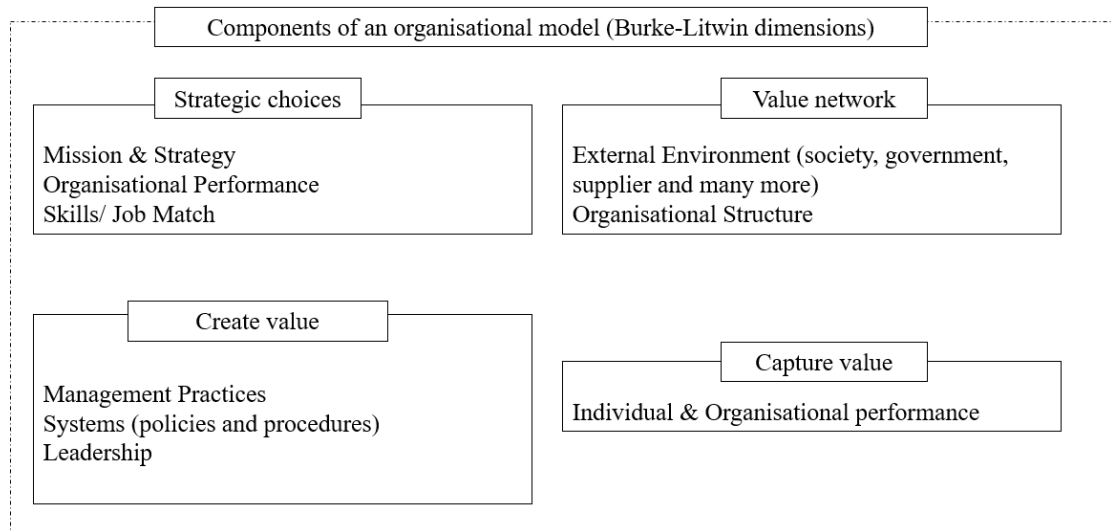 Components of an organisational model (Burke-Litwin dimensions)
Strategic choices
Mission & Strategy
Organisational Performance
Skills/ Job Match
Value network
External Environment (society, government,
supplier and many more)
Organisational Structure
Create value
Management Practices
Systems (policies and procedures)
Leadership
Capture value
Individual & Organisational performance